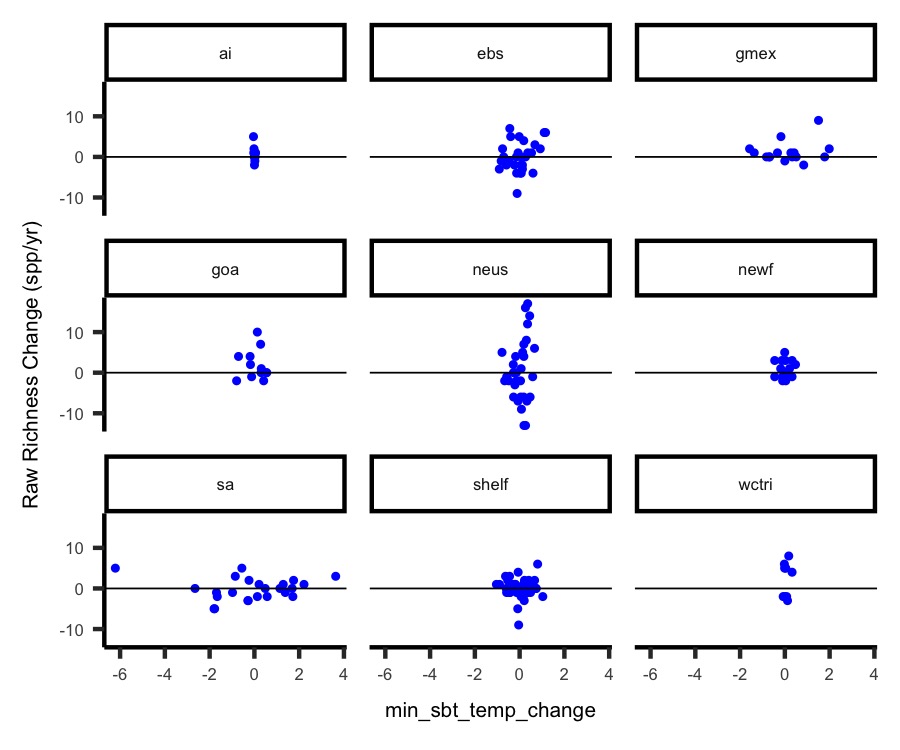 ai ebs gmex
10
0
-10
goa neus newf
10
0
-10
sa shelf wctri
10
0
-10
-6 -4 -2 0 2 4 -6 -4 -2 0 2 4 -6 -4 -2 0 2 4
min_sbt_temp_change
Raw Richness Change (spp/yr)